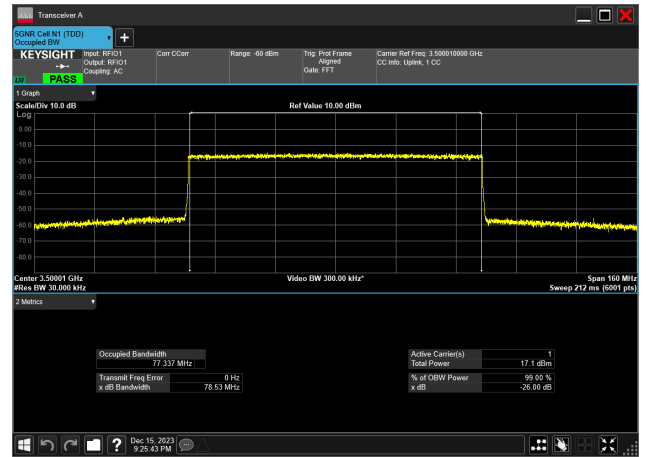 Transceiver A
5GNR Cell N1 (TDD)
Occupied BW
KEYSIGHT
Input: RFIO1
Output: RFIO1
Coupling: AC
Corr CCorr
Range: -60 dBm
Trig: Prot Frame
Aligned
Gate: FFT
Carrier Ref Freq: 3.500010000 GHz
CC Info: Uplink, 1 CC
LXI
PASS
1 Graph
Scale/Div 10.0 dB
Ref Value 10.00 dBm
Log
0.00
-10.0
-20.0
-30.0
-40.0
-50.0
-60.0
-70.0
-80.0
Center 3.50001 GHz
Video BW 300.00 kHz*
Span 160 MHz
#Res BW 30.000 kHz
Sweep 212 ms (6001 pts)
2 Metrics
Occupied Bandwidth
77.337 MHz
Transmit Freq Error 0 Hz
x dB Bandwidth 78.53 MHz
Active Carrier(s) 1
Total Power 17.1 dBm
% of OBW Power 99.00 %
x dB -26.00 dB
Dec 15, 2023
9:25:43 PM